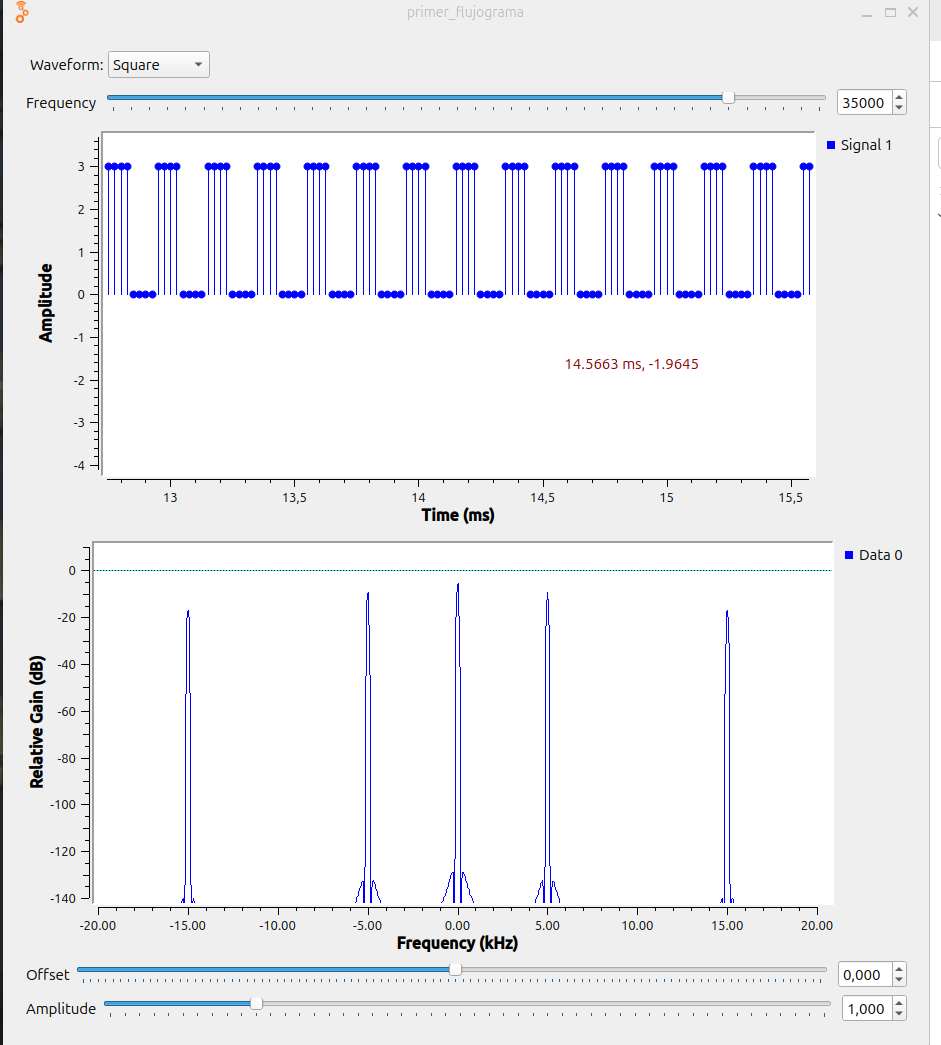 primer_flujograma
Waveform: Square
Frequency 35000
Signal 1
3
2
1
0
-1
-2
-3
-4
Amplitude
14.5663 ms, -1.9645
13 13,5 14 14,5 15 15,5
Time (ms)
Data 0
0
-20
-40
-60
-80
-100
-120
-140
Relative Gain (dB)
-20.00 -15.00 -10.00 -5.00 0.00 5.00 10.00 15.00 20.00
Frequency (kHz)
Offset 0,000
Amplitude 1,000